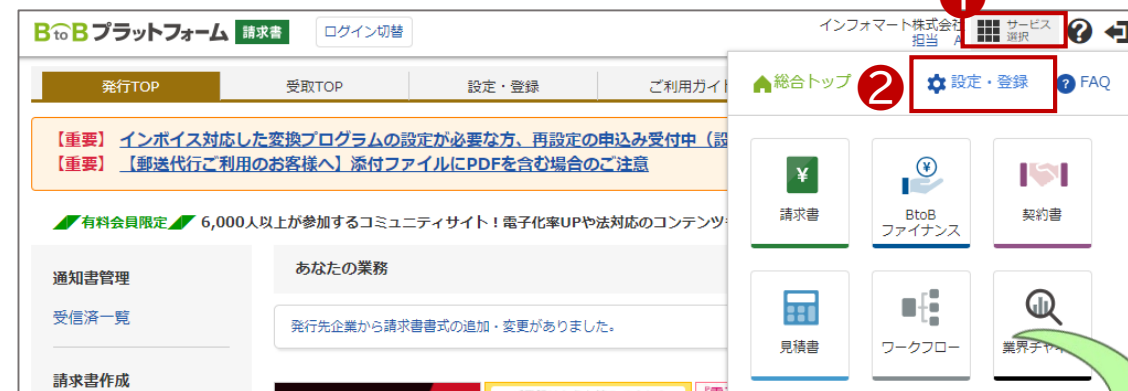 BtoBプラットフォーム 請求書 ログイン切替
インフォマート株式会社
担当 A
サービス
選択
発行TOP 受取TOP 設定・登録 ご利用ガイ
総合トップ 2 設定・登録 FAQ
【重要】 インボイス対応した変換プログラムの設定が必要な方、再設定の申込み受付中（設
【重要】 【郵送代行ご利用のお客様へ】添付ファイルにPDFを含む場合のご注意
有料会員限定 6,000人以上が参加するコミュニティサイト！電子化率UPや法対応のコンテンツ
請求書
BtoB
ファイナンス
契約書
通知書管理
あなたの業務
受信済一覧
発行先企業から請求書書式の追加・変更がありました。
見積書
ワークフロー
業界チャ
請求書作成